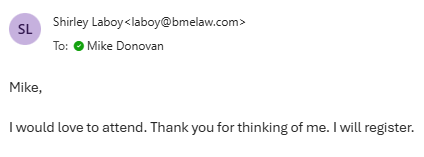 SL
Shirley Laboy<laboy@bmelaw.com>
To: Mike Donovan
Mike,
I would love to attend. Thank you for thinking of me. I will register.